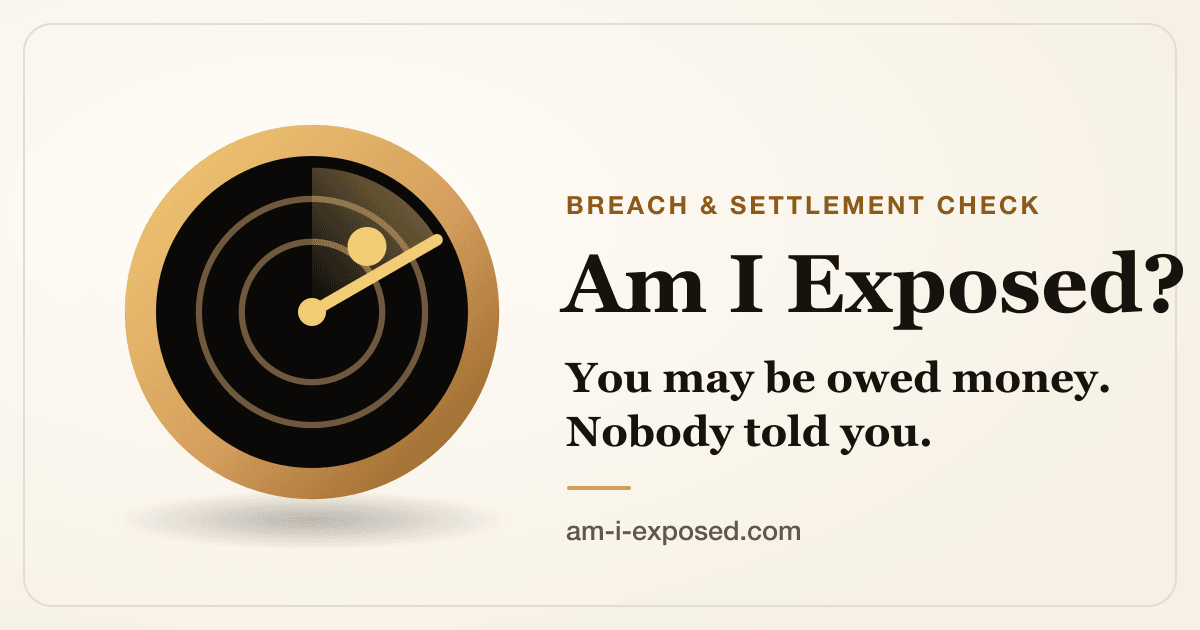 BREACH & SETTLEMENT CHECK
Am I Exposed?
You may be owed money.
Nobody told you.
am-i-exposed.com